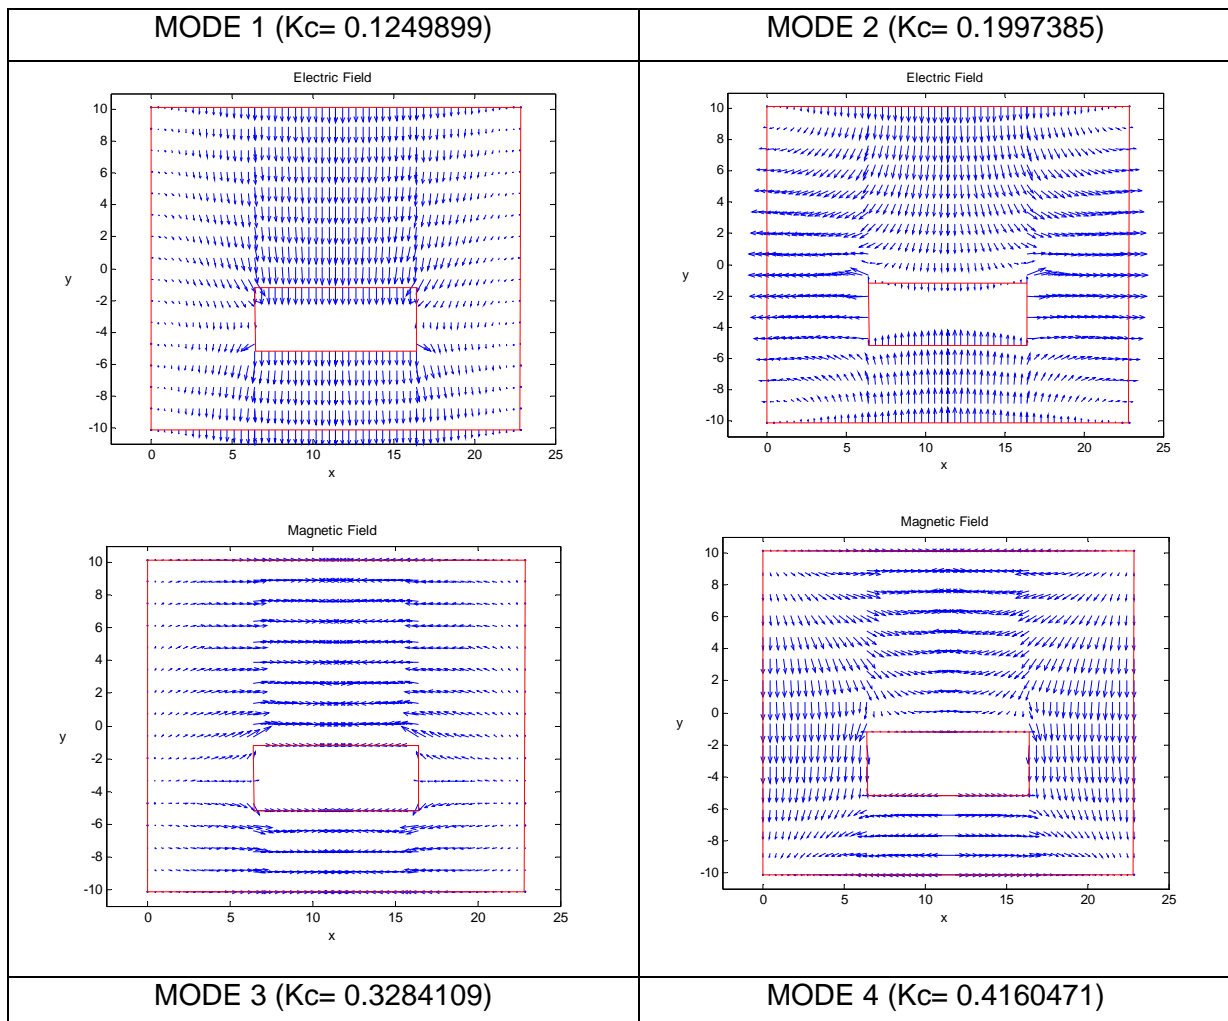 MODE 1 (Kc= 0.1249899)
MODE 2 (Kc= 0.1997385)
Electric Field
10
8
6
4
2
0
-2
-4
-6
-8
-10
y
0 5 10 15 20 25
x
Electric Field
10
8
6
4
2
0
-2
-4
-6
-8
-10
y
0 5 10 15 20 25
x
Magnetic Field
10
8
6
4
2
0
-2
-4
-6
-8
-10
y
0 5 10 15 20 25
x
Magnetic Field
10
8
6
4
2
0
-2
-4
-6
-8
-10
y
0 5 10 15 20 25
x
MODE 3 (Kc= 0.3284109)
MODE 4 (Kc= 0.4160471)